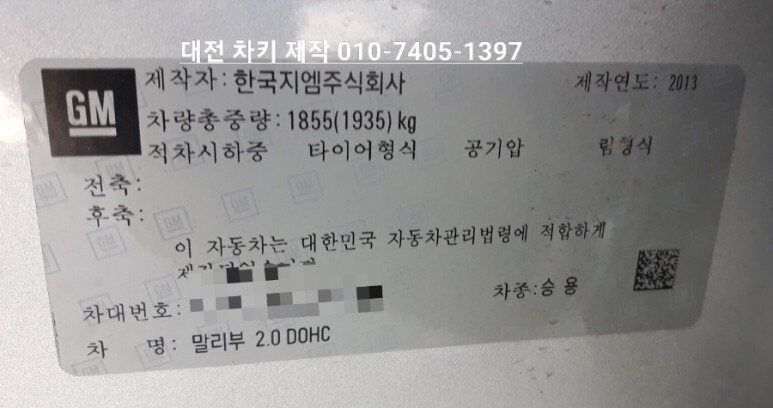 대전 차키 제작 010-7405-1397
GM
제작자: 한국지엠주식회사 제작연도: 2013
차량총중량: 1855(1935) kg
적차시하중 타이어형식 공기압 림형식
전축:
후축:
이 자동차는 대한민국 자동차관리법령에 적합하게
차대번호: 차종:승 용
차 명: 말리부 2.0 DOHC